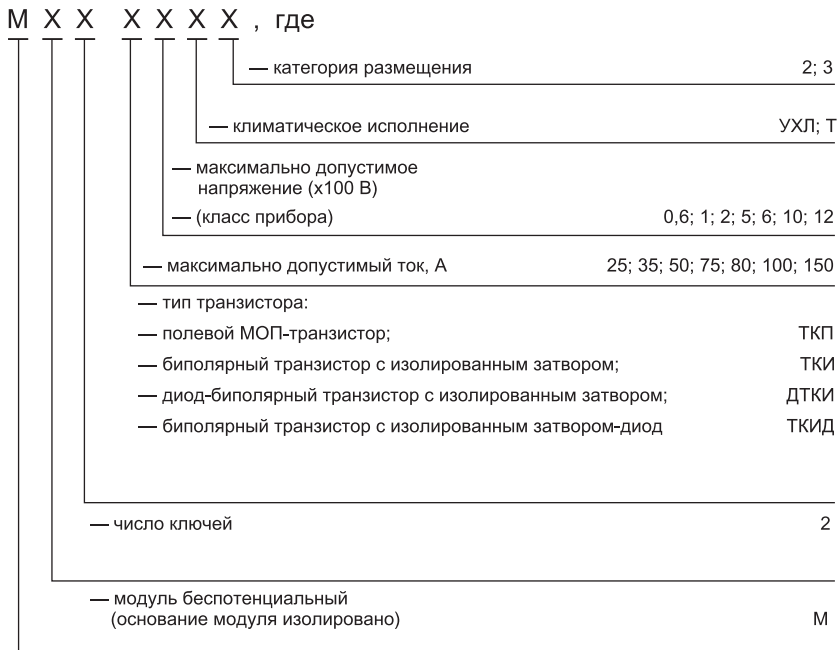 М Х Х Х Х Х Х , где
— категория размещения 2; 3
— климатическое исполнение УХЛ; Т
— максимально допустимое
напряжение (х100 В)
— (класс прибора) 0,6; 1; 2; 5; 6; 10; 12
— максимально допустимый ток, А 25; 35; 50; 75; 80; 100; 150
— тип транзистора:
— полевой МОП-транзистор; ТКП
— биполярный транзистор с изолированным затвором; ТКИ
— диод-биполярный транзистор с изолированным затвором; ДТКИ
— биполярный транзистор с изолированным затвором-диод ТКИД
— число ключей 2
— модуль беспотенциальный
(основание модуля изолировано) М